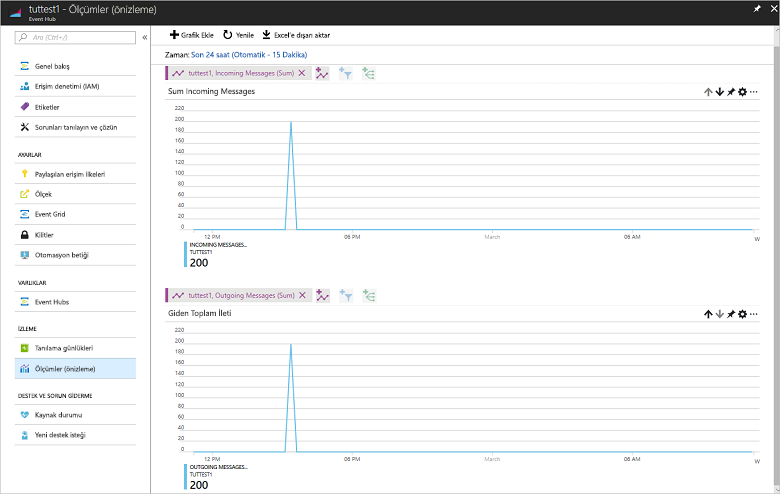 tuttest1 - Ölçümler (önizleme)
Event Hub
Ara (Ctrl+/)
Genel bakış
Erişim denetimi (IAM)
Etiketler
Sorunları tanılayın ve çözün
AYARLAR
Paylaşılan erişim ilkeleri
Ölçek
Event Grid
Kilitler
Otomasyon betiği
VARLIKLAR
Event Hubs
İZLEME
Tanılama günlükleri
Ölçümler (önizleme)
DESTEK VE SORUN GİDERME
Kaynak durumu
Yeni destek isteği
Grafik Ekle
Yenile
Excel'e dışarı aktar
Zaman: Son 24 saat (Otomatik - 15 Dakika)
tuttest1, Incoming Messages (Sum)
Sum Incoming Messages
220
200
180
160
140
120
100
80
60
40
20
0
12 PM
06 PM
March
06 AM
W
INCOMING MESSAGES...
TUTTEST1
200
tuttest1, Outgoing Messages (Sum)
Giden Toplam İleti
220
200
180
160
140
120
100
80
60
40
20
0
12 PM
06 PM
March
06 AM
W
OUTGOING MESSAGES...
TUTTEST1
200